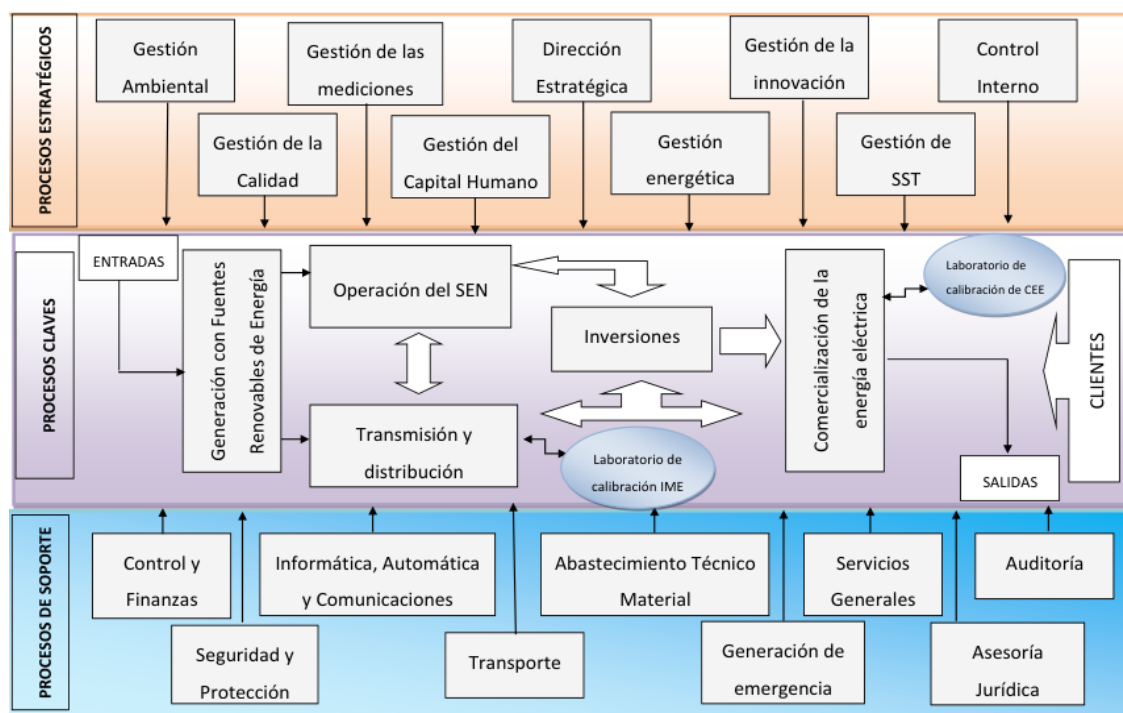 PROCESOS ESTRATÉGICOS
Gestión
Ambiental
Gestión de las
mediciones
Dirección
Estratégica
Gestión de la
innovación
Control
Interno
Gestión de la
Calidad
Gestión del
Capital Humano
Gestión
energética
Gestión de
SST
PROCESOS CLAVES
ENTRADAS
Generación con Fuentes
Renovables de Energía
Operación del SEN
Inversiones
Transmisión y
distribución
Laboratorio de
calibración IME
Comercialización de la
energía eléctrica
Laboratorio de
calibración de CEE
CLIENTES
SALIDAS
PROCESOS DE SOPORTE
Control y
Finanzas
Informática, Automática
y Comunicaciones
Abastecimiento Técnico
Material
Servicios
Generales
Auditoría
Seguridad y
Protección
Transporte
Generación de
emergencia
Asesoría
Jurídica